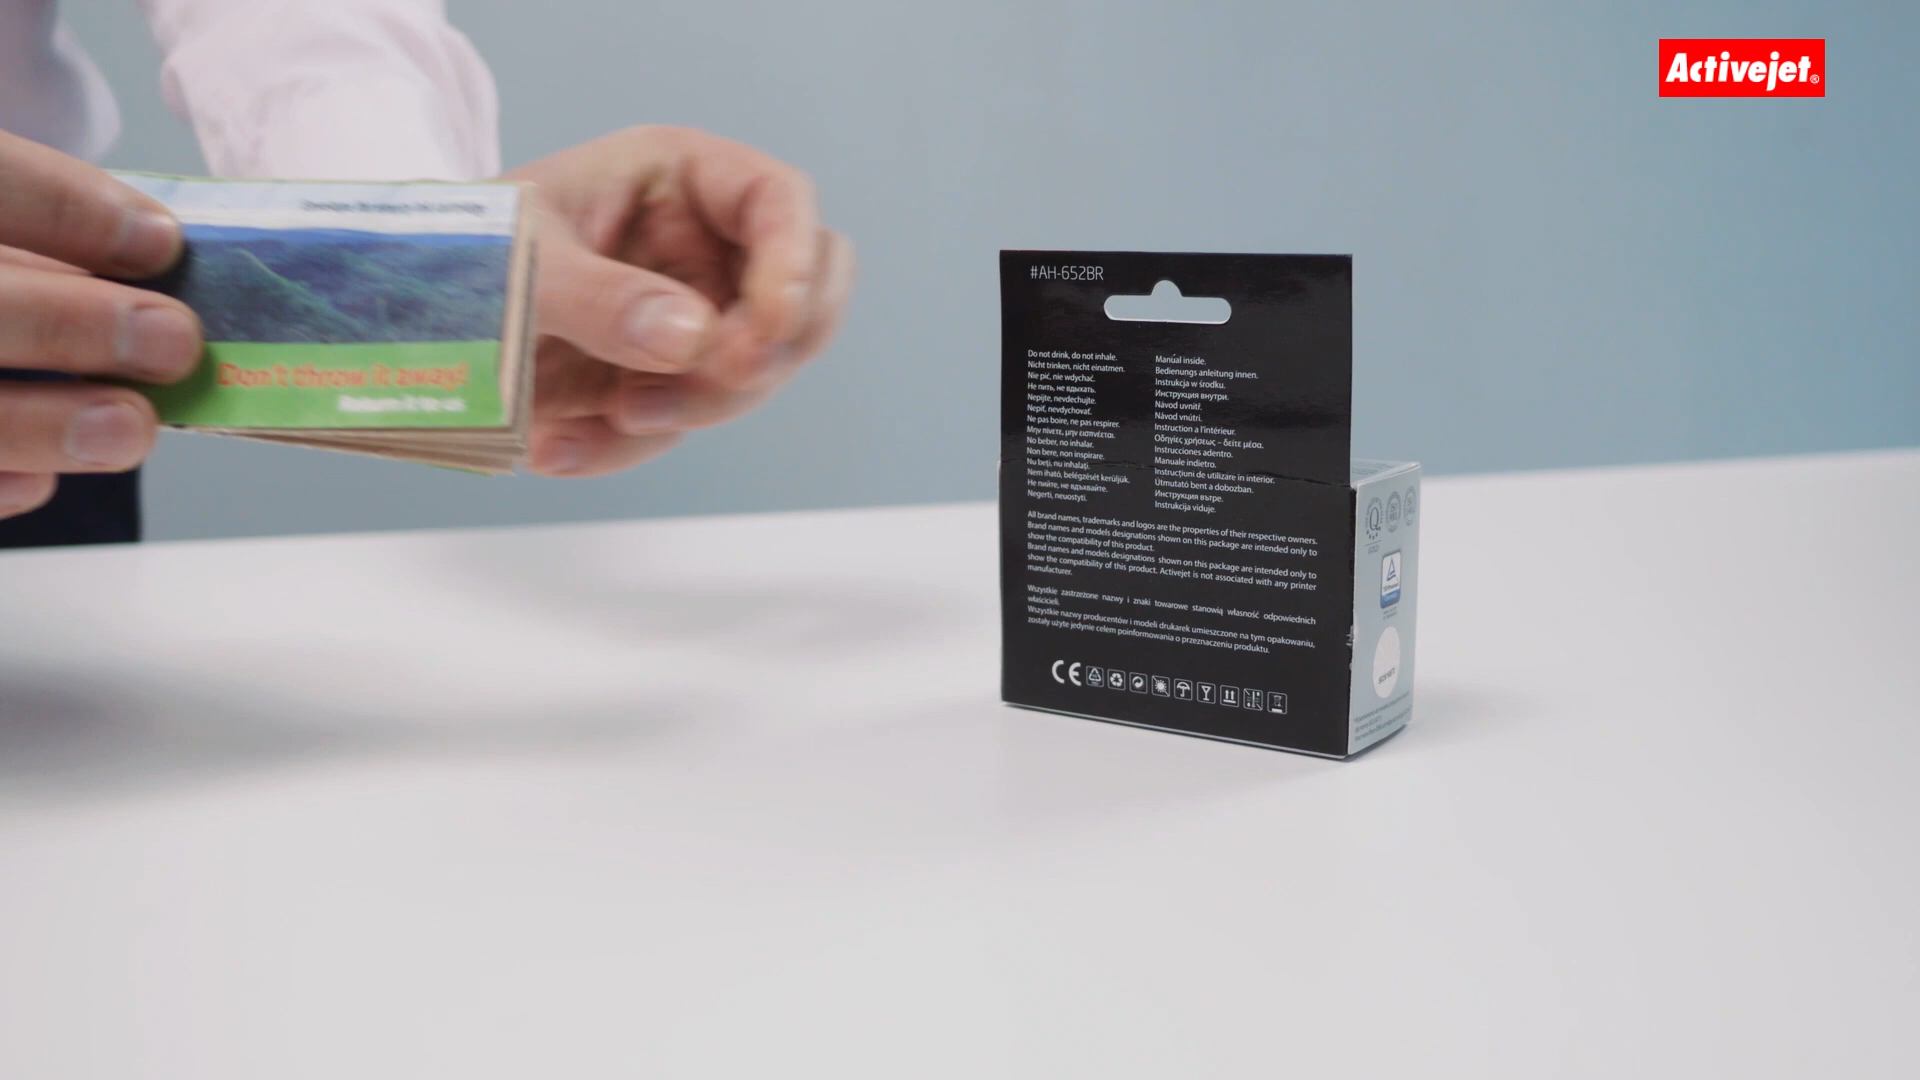 Activejet®
Don't throw it away!
Return it to us
#AH-652BR
Do not drink, do not inhale.
Nicht trinken, nicht einatmen.
Nie pić, nie wdychać.
Не пить, не вдыхать.
Nepijte, nevdechujte.
Nepiť, nevdychovať.
Ne pas boire, ne pas respirer.
Μην πίνετε, μην εισπνέεται.
No beber, no inhalar.
Non bere, non inspirare.
Nu beți, nu inhalați.
Nem iható, belégzését kerüljük.
Не пийте, не вдъхвайте.
Negerti, neuostyti.
Manual inside.
Bedienungs anleitung innen.
Instrukcja w środku.
Инструкция внутри.
Návod uvnitř.
Návod vnútri.
Instruction a l'intérieur.
Οδηγίες χρήσεως – δείτε μέσα.
Instrucciones adentro.
Manuale indietro.
Instrucțiuni de utilizare in interior.
Útmutató bent a dobozban.
Инструкция вътре.
Instrukcija viduje.
All brand names, trademarks and logos are the properties of their respective owners.
Brand names and models designations shown on this package are intended only to
show the compatibility of this product.
Brand names and models designations shown on this package are intended only to
show the compatibility of this product. Activejet is not associated with any printer
manufacturer.
Wszystkie zastrzeżone nazwy i znaki towarowe stanowią własność odpowiednich
właścicieli.
Wszystkie nazwy producentów i modeli drukarek umieszczone na tym opakowaniu,
zostały użyte jedynie celem poinformowania o przeznaczeniu produktu.
CE